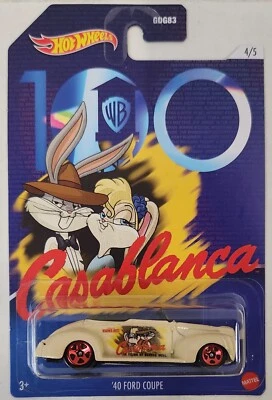 GDG83
HOT WHEELS
4/5
100
WB
Casablanca
3+
'40 FORD COUPE
MATTEL